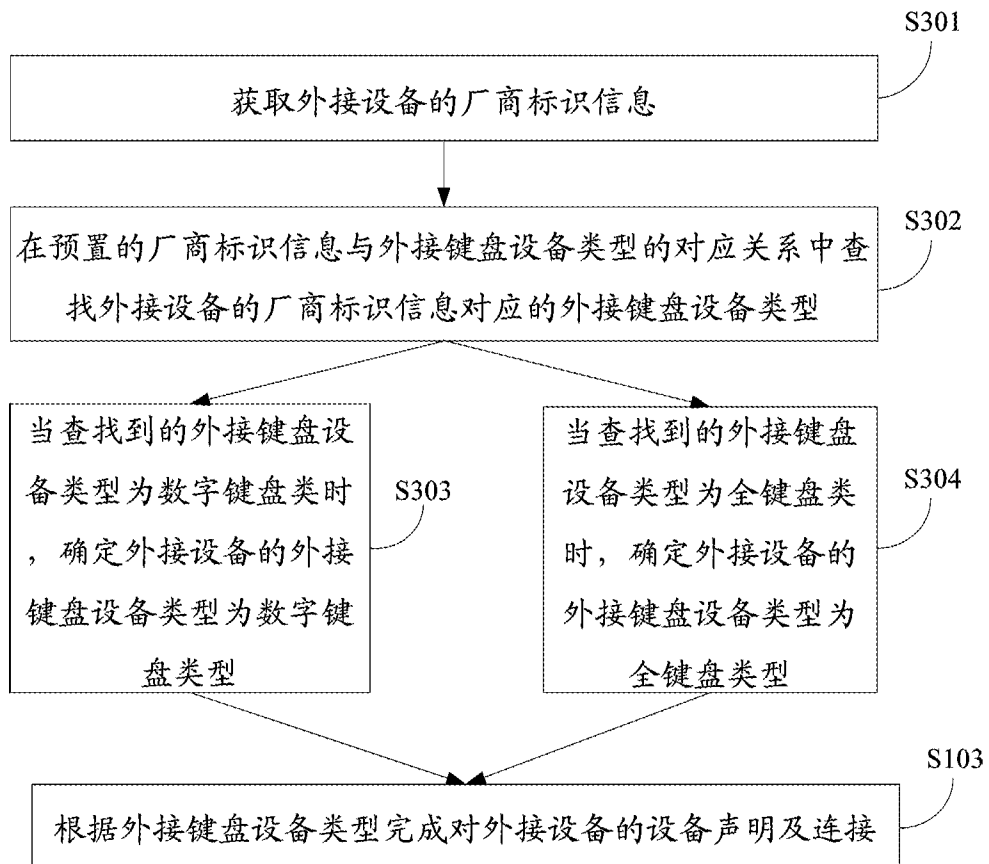 S301
获取外接设备的厂商标识信息
S302
在预置的厂商标识信息与外接键盘设备类型的对应关系中查
找外接设备的厂商标识信息对应的外接键盘设备类型
当查找到的外接键盘设
备类型为数字键盘类时
，确定外接设备的外接
键盘设备类型为数字键
盘类型
S303
当查找到的外接键盘
设备类型为全键盘类
时，确定外接设备的
外接键盘设备类型为
全键盘类型
S304
S103
根据外接键盘设备类型完成对外接设备的设备声明及连接